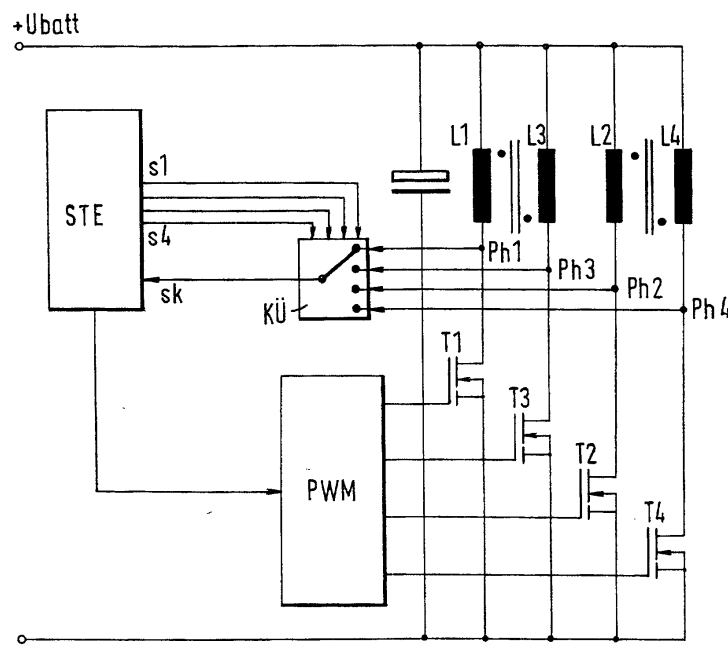 +Ubatt
L1
L3
L2
L4
s1
STE
s4
Ph1
sk
Ph3
KÜ
Ph2
Ph4
T1
T3
PWM
T2
T4